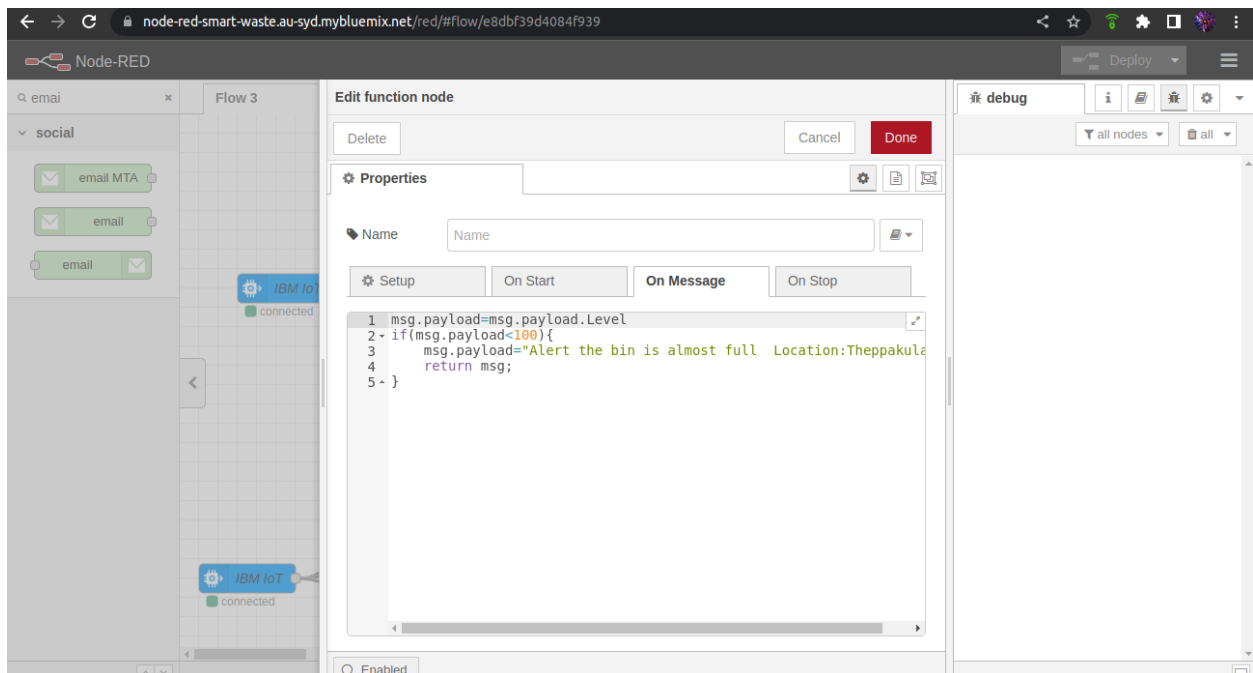 node-red-smart-waste.au-syd.mybluemix.net/red/#flow/e8dbf39d4084f939
Node-RED
Deploy
emai
social
email MTA
email
email
Flow 3
IBM IoT
connected
IBM IoT
connected
Edit function node
Delete
Cancel
Done
Properties
Name
Name
Setup
On Start
On Message
On Stop
1 msg.payload=msg.payload.Level
2 if(msg.payload<100){
3 msg.payload="Alert the bin is almost full Location:Theppakula
4 return msg;
5 }
Enabled
debug
i
all nodes
all